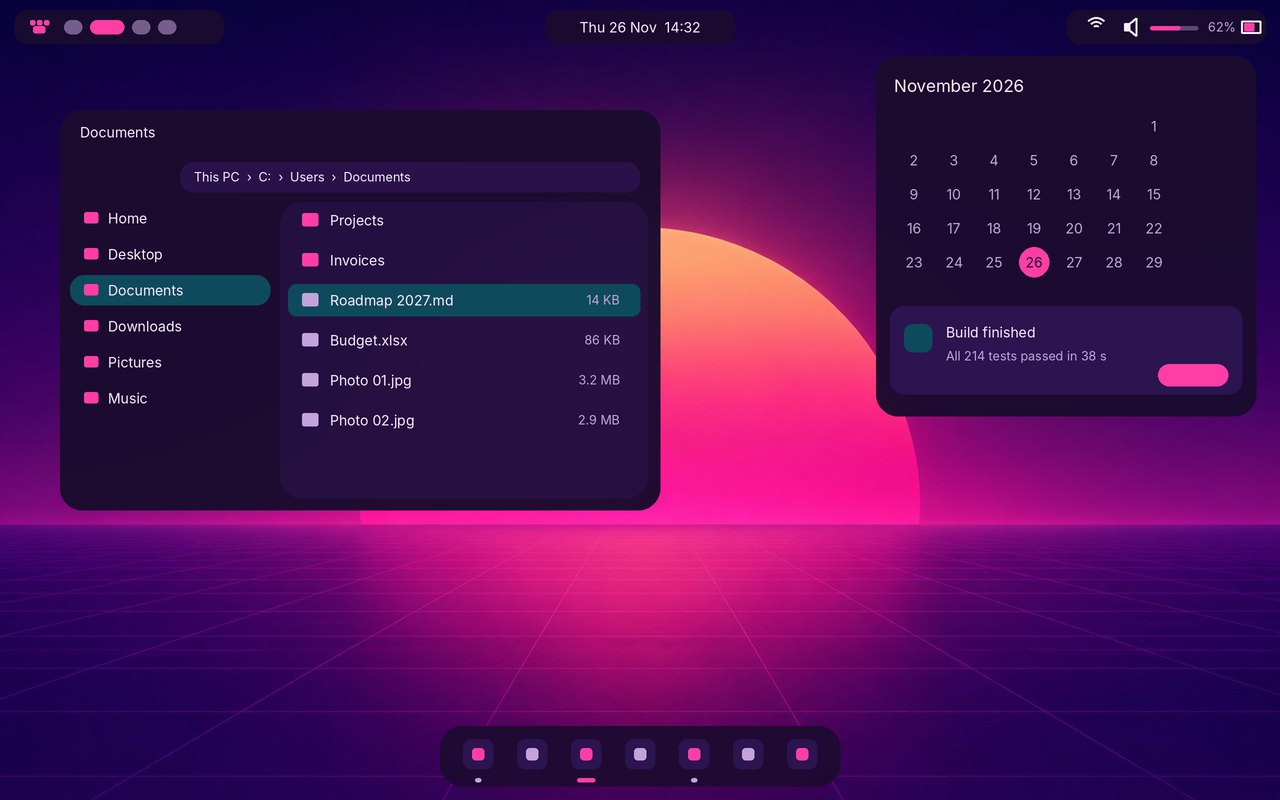 Thu 26 Nov 14:32
62%
Documents
This PC › C: › Users › Documents
Home
Desktop
Documents
Downloads
Pictures
Music
Projects
Invoices
Roadmap 2027.md 14 KB
Budget.xlsx 86 KB
Photo 01.jpg 3.2 MB
Photo 02.jpg 2.9 MB
November 2026
1
2 3 4 5 6 7 8
9 10 11 12 13 14 15
16 17 18 19 20 21 22
23 24 25 26 27 28 29
Build finished
All 214 tests passed in 38 s